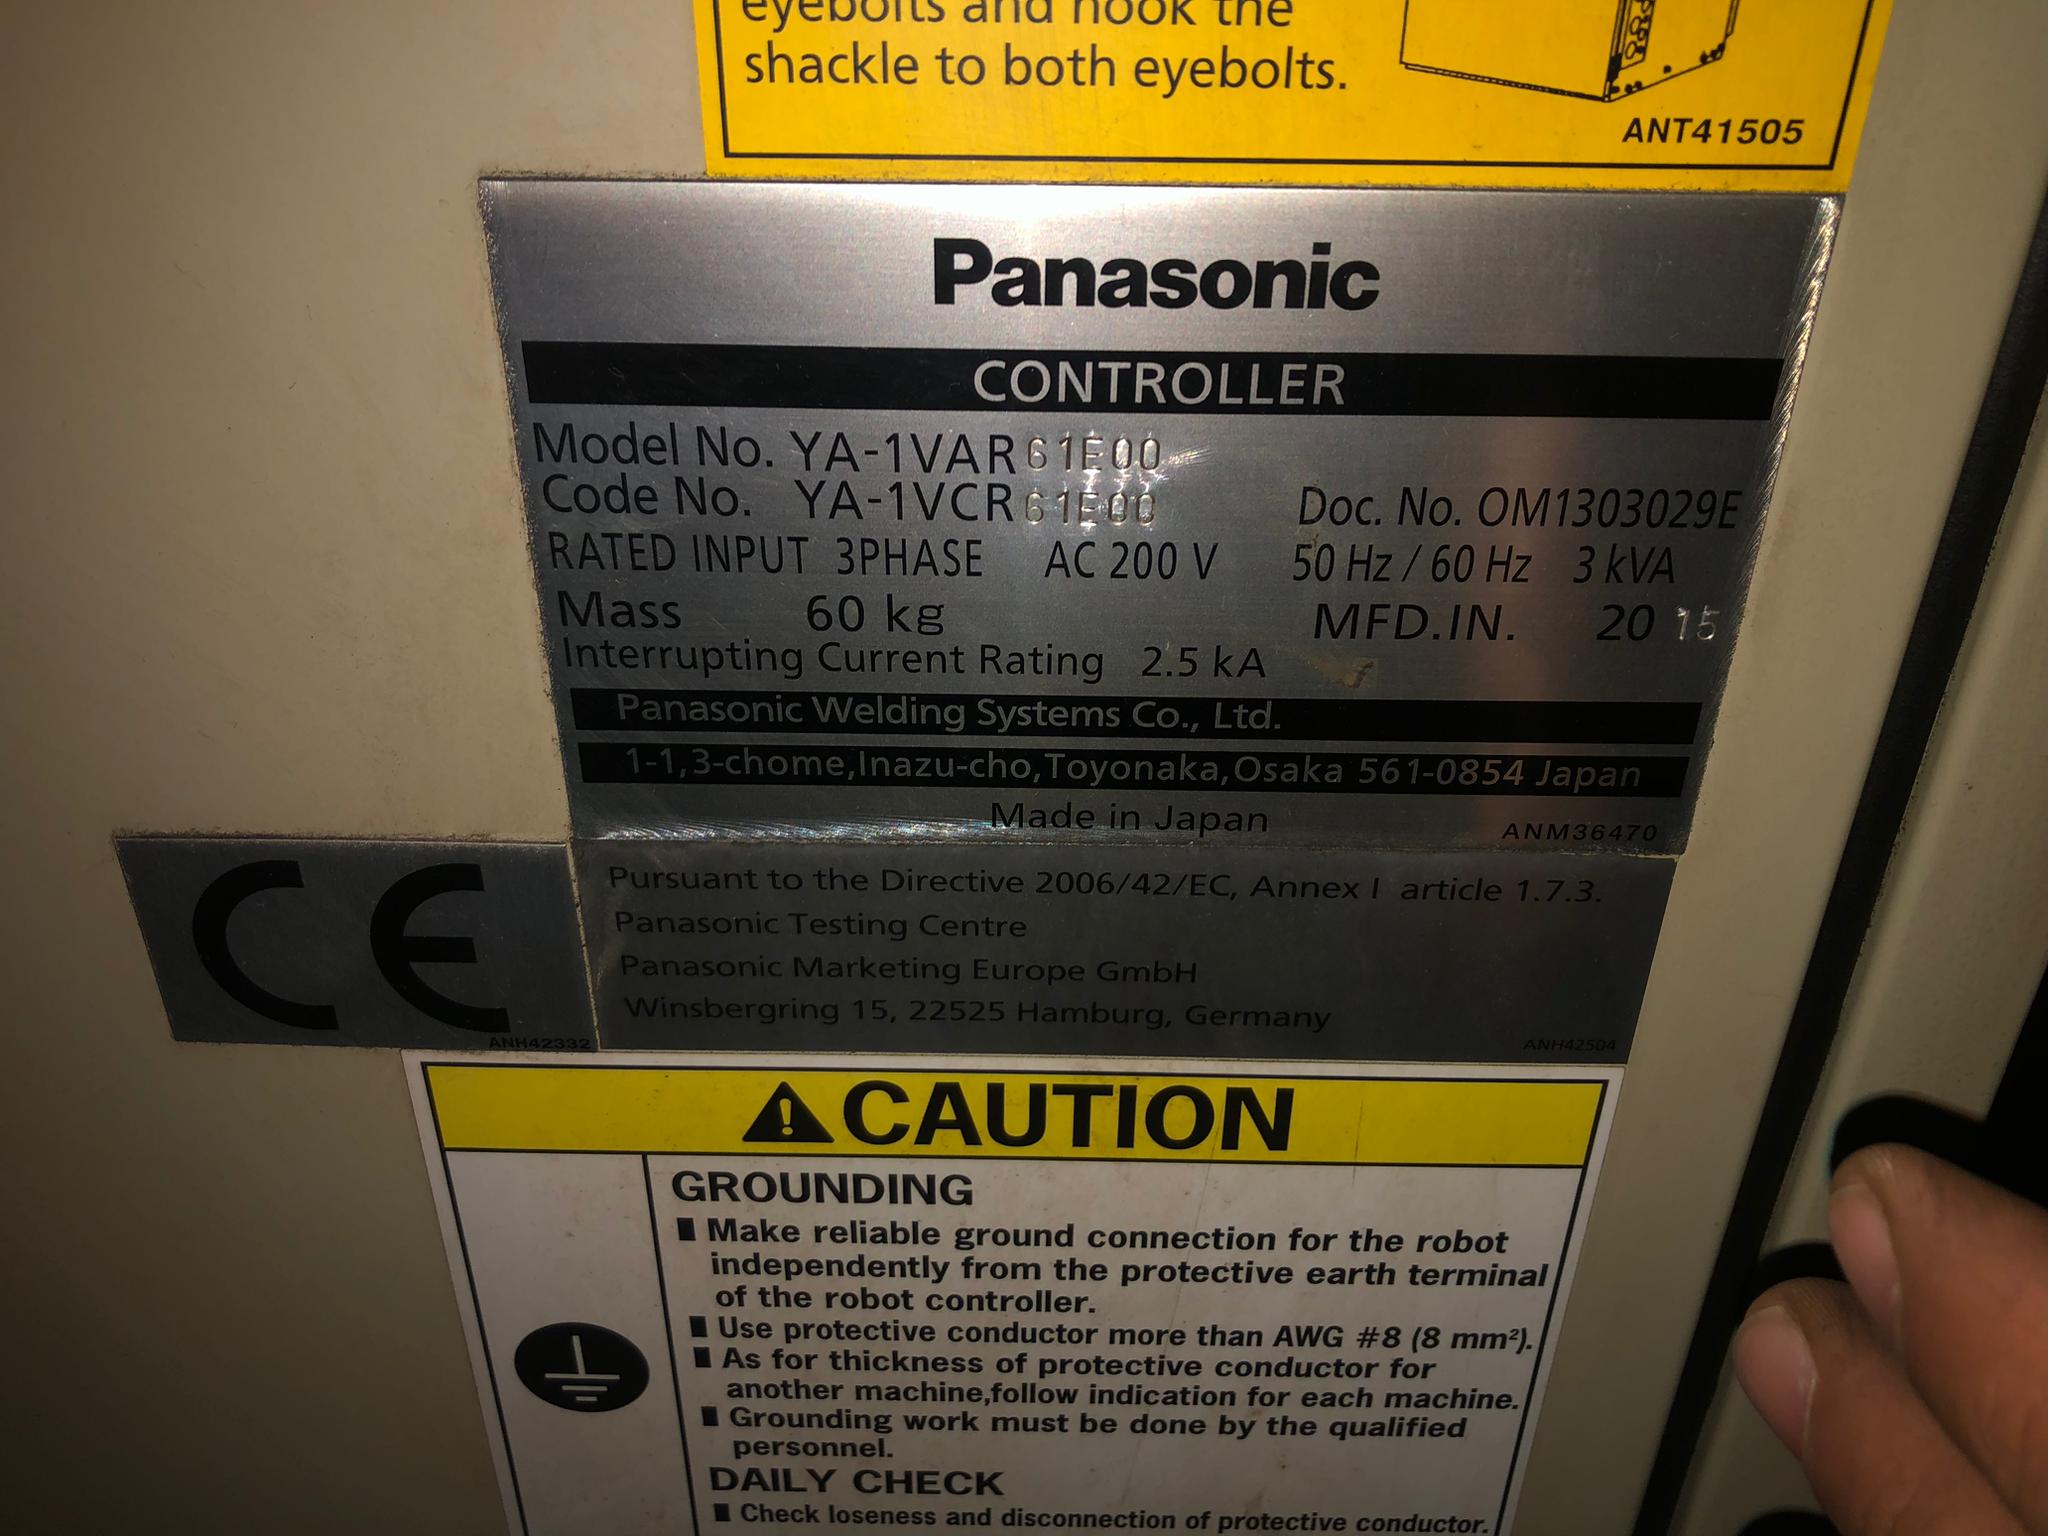 eyebolts and hook the
shackle to both eyebolts.
ANT41505
Panasonic
CONTROLLER
Model No. YA-1VAR61E00
Code No. YA-1VCR61E00 Doc. No. OM1303029E
RATED INPUT 3PHASE AC 200 V 50 Hz / 60 Hz 3 kVA
Mass 60 kg MFD.IN. 20 15
Interrupting Current Rating 2.5 kA
Panasonic Welding Systems Co., Ltd.
1-1,3-chome,Inazu-cho,Toyonaka,Osaka 561-0854 Japan
Made in Japan ANM36470
CE
ANH42332
Pursuant to the Directive 2006/42/EC, Annex I article 1.7.3.
Panasonic Testing Centre
Panasonic Marketing Europe GmbH
Winsbergring 15, 22525 Hamburg, Germany
ANH42504
CAUTION
GROUNDING
■ Make reliable ground connection for the robot
independently from the protective earth terminal
of the robot controller.
■ Use protective conductor more than AWG #8 (8 mm²).
■ As for thickness of protective conductor for
another machine,follow indication for each machine.
■ Grounding work must be done by the qualified
personnel.
DAILY CHECK
■ Check loseness and disconnection of protective conductor.